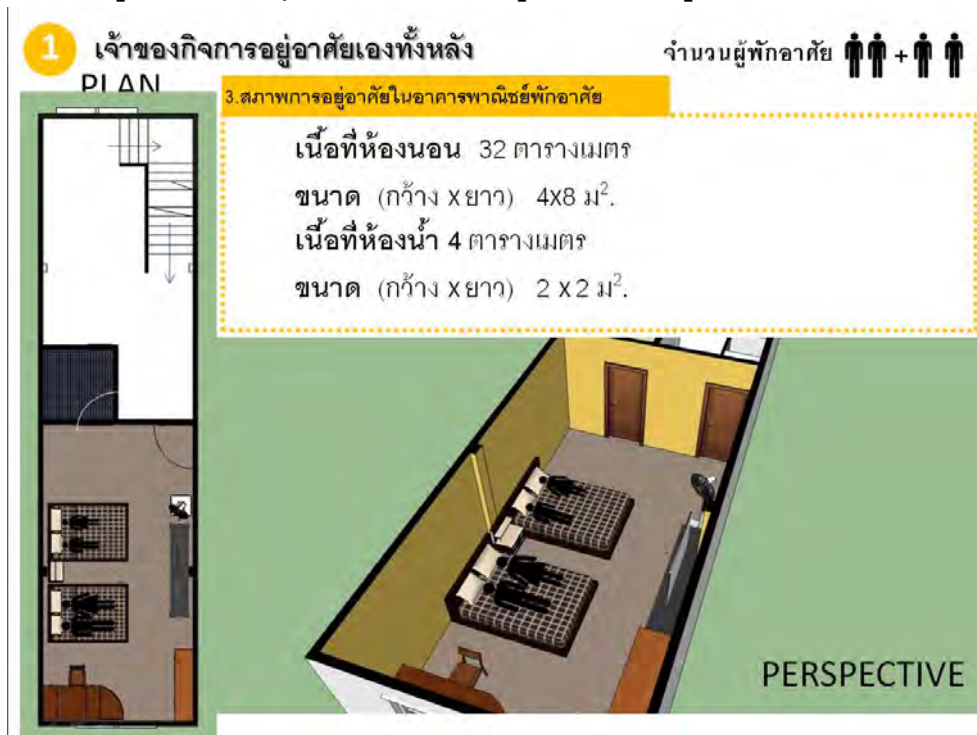 1 เจ้าของกิจการอยู่อาศัยเองทั้งหลัง
จำนวนผู้พักอาศัย +
PLAN
3.สภาพการอยู่อาศัยในอาคารพาณิชย์พักอาศัย
เนื้อที่ห้องนอน 32 ตารางเมตร
ขนาด (กว้าง x ยาว) 4x8 ม².
เนื้อที่ห้องน้ำ 4 ตารางเมตร
ขนาด (กว้าง x ยาว) 2 x 2 ม².
PERSPECTIVE